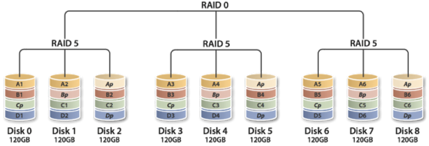 RAID 0
RAID 5 RAID 5 RAID 5
A1 A2 Ap A3 A4 Ap A5 A6 Ap
B1 Bp B2 B3 Bp B4 B5 Bp B6
Cp C1 C2 Cp C3 C4 Cp C5 C6
D1 D2 Dp D3 D4 Dp D5 D6 Dp
Disk 0 Disk 1 Disk 2 Disk 3 Disk 4 Disk 5 Disk 6 Disk 7 Disk 8
120GB 120GB 120GB 120GB 120GB 120GB 120GB 120GB 120GB